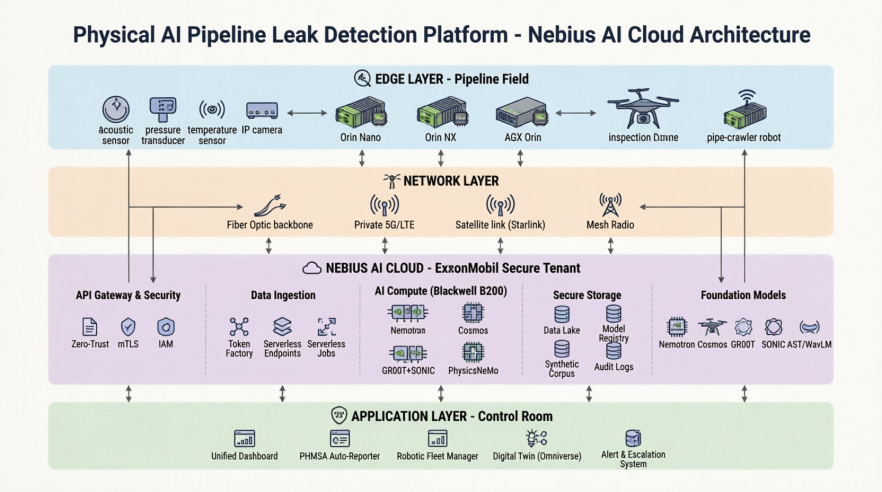 Physical AI Pipeline Leak Detection Platform - Nebius AI Cloud Architecture
EDGE LAYER - Pipeline Field
acoustic sensor
pressure transducer
temperature sensor
IP camera
Orin Nano
Orin NX
AGX Orin
inspection
pipe-crawler robot
NETWORK LAYER
Fiber Optic backbone
Private 5G/LTE
Satellite link (Starlink)
Mesh Radio
NEBIUS AI CLOUD - ExxonMobil Secure Tenant
API Gateway & Security
Zero-Trust
mTLS
IAM
Data Ingestion
Token Factory
Serverless Endpoints
Serverless Jobs
AI Compute (Blackwell B200)
Nemotran
Cosmos
GR00T+SONIC
PhysicsNeMo
Secure Storage
Data Lake
Model Registry
Synthetic Corpus
Audit Logs
Foundation Models
Nemotron
Cosmos
GR00T
SONIC
AST/WavLM
APPLICATION LAYER - Control Room
Unified Dashboard
PHMSA Auto-Reporter
Robotic Fleet Manager
Digital Twin (Omniverse)
Alert & Escalation System